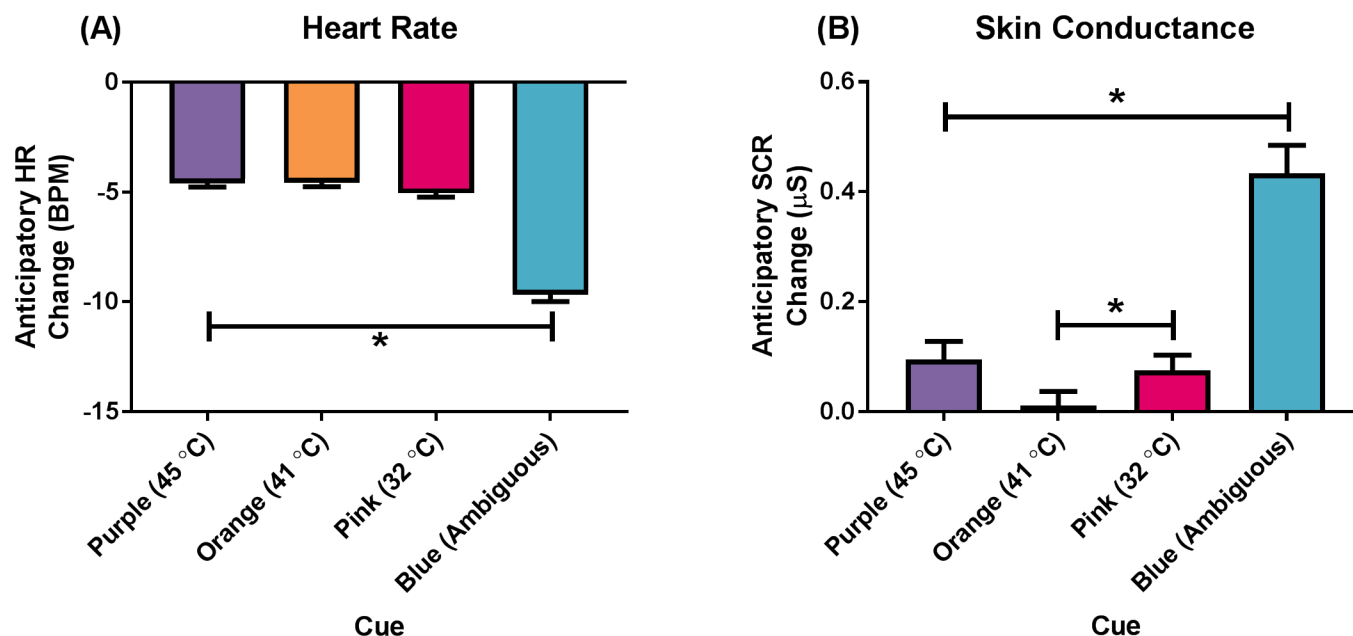 (A) Heart Rate
Anticipatory HR
Change (BPM)
0
-5
-10
-15
*
Purple (45 °C)
Orange (41 °C)
Pink (32 °C)
Blue (Ambiguous)
Cue
(B) Skin Conductance
Anticipatory SCR
Change (µS)
0.6
0.4
0.2
0.0
*
*
Purple (45 °C)
Orange (41 °C)
Pink (32 °C)
Blue (Ambiguous)
Cue